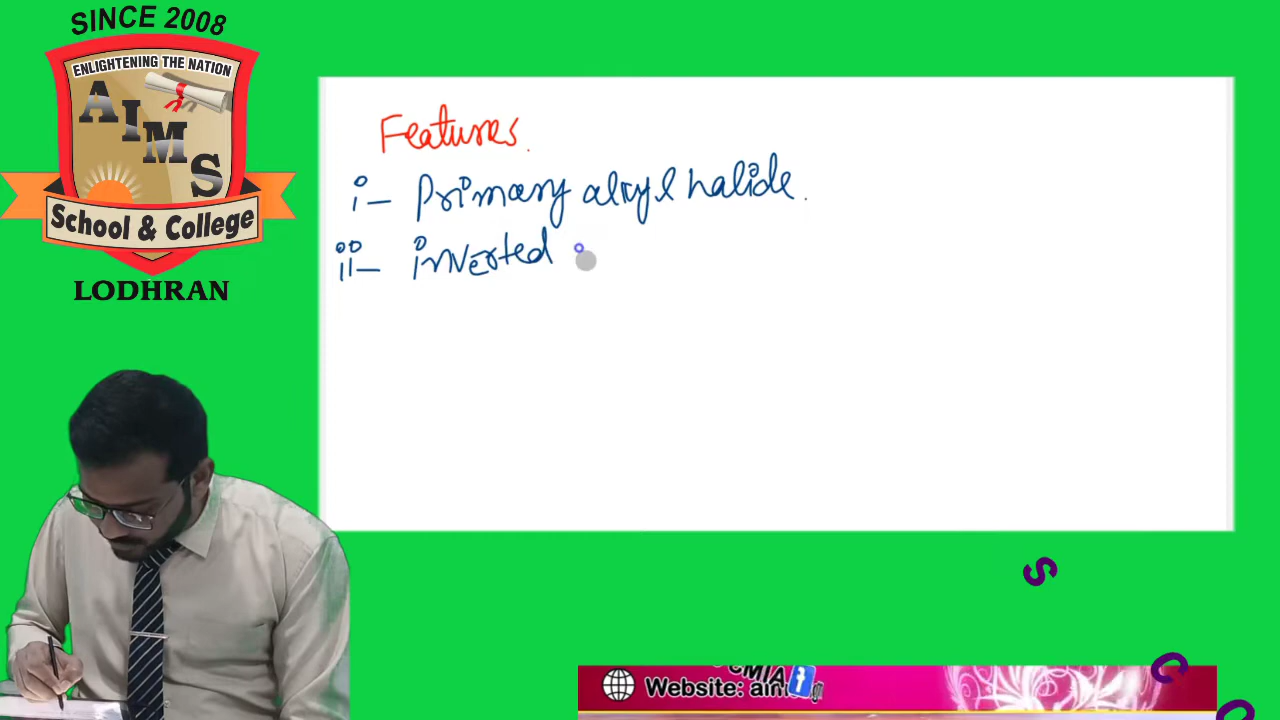 SINCE 2008
ENLIGHTENING THE NATION
AIMS
School & College
LODHRAN
Features.
i- Primary alkyl halide.
ii- inverted
Website:
S
C